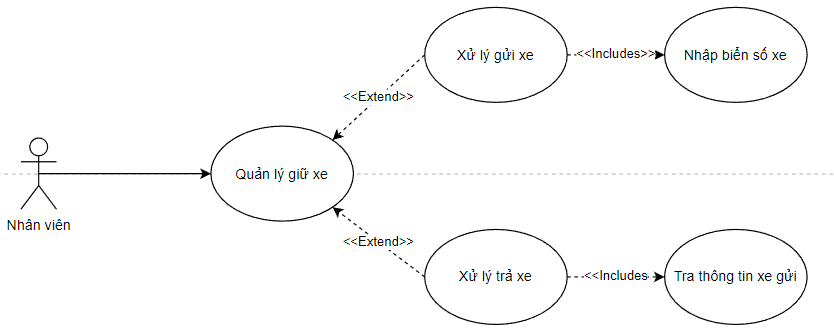 Xử lý gửi xe
<<Includes>>
Nhập biển số xe
<<Extend>>
Quản lý giữ xe
Nhân viên
<<Extend>>
Xử lý trả xe
<<Includes
Tra thông tin xe gửi